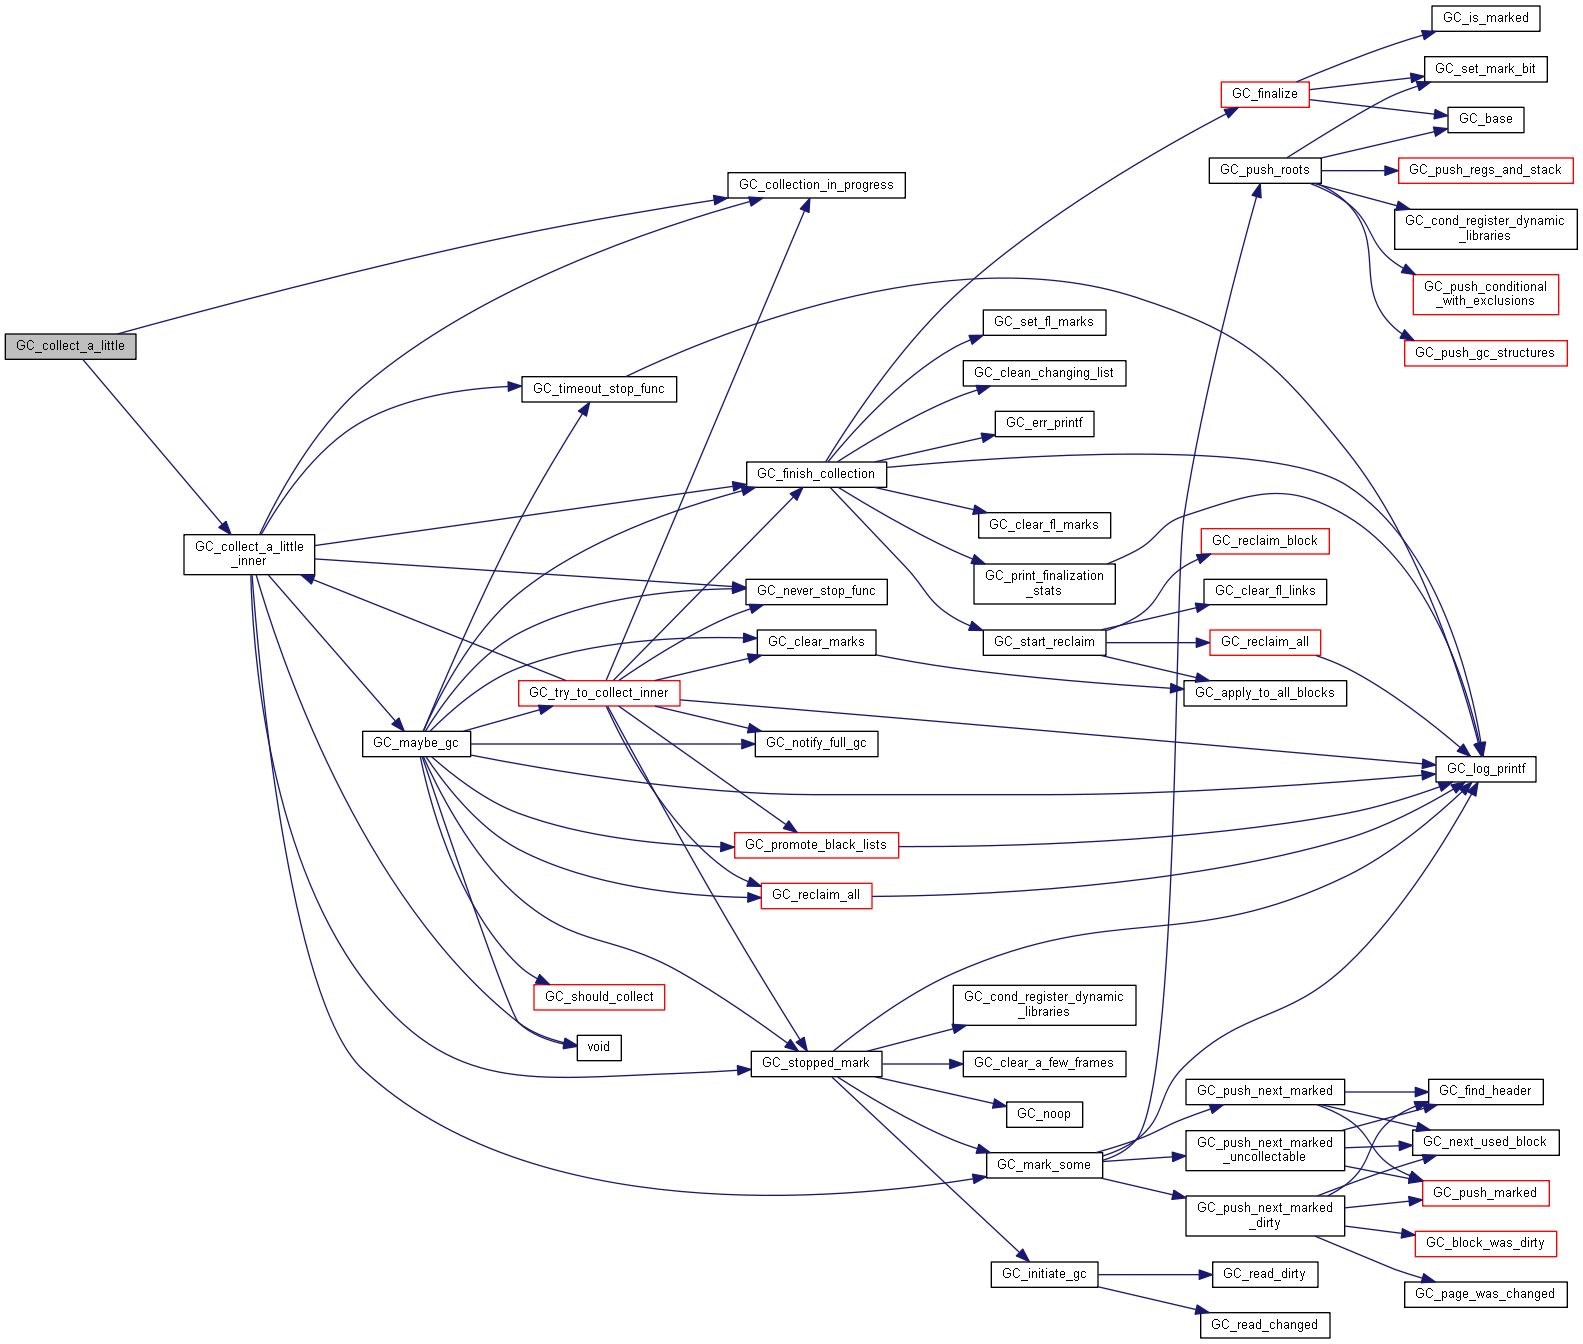 GC_is_marked
GC_set_mark_bit
GC_finalize
GC_base
GC_push_roots
GC_push_regs_and_stack
GC_collection_in_progress
GC_cond_register_dynamic
_libraries
GC_push_conditional
_with_exclusions
GC_set_fl_marks
GC_collect_a_little
GC_push_gc_structures
GC_clean_changing_list
GC_timeout_stop_func
GC_err_printf
GC_finish_collection
GC_clear_fl_marks
GC_collect_a_little
_inner
GC_reclaim_block
GC_print_finalization
_stats
GC_never_stop_func
GC_clear_fl_links
GC_clear_marks
GC_start_reclaim
GC_reclaim_all
GC_try_to_collect_inner
GC_apply_to_all_blocks
GC_maybe_gc
GC_notify_full_gc
GC_log_printf
GC_promote_black_lists
GC_reclaim_all
GC_should_collect
GC_cond_register_dynamic
_libraries
void
GC_stopped_mark
GC_clear_a_few_frames
GC_push_next_marked
GC_find_header
GC_noop
GC_push_next_marked
_uncollectable
GC_next_used_block
GC_mark_some
GC_push_marked
GC_push_next_marked
_dirty
GC_block_was_dirty
GC_initiate_gc
GC_read_dirty
GC_page_was_changed
GC_read_changed